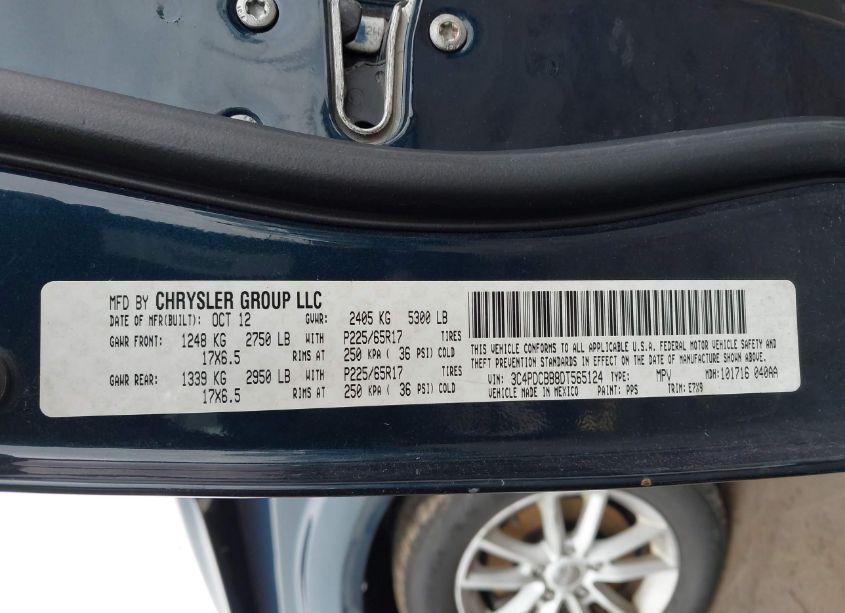 MFD BY CHRYSLER GROUP LLC
DATE OF MFR(BUILT): OCT 12 GVWR: 2405 KG 5300 LB
GAWR FRONT: 1248 KG 2750 LB WITH P225/65R17 TIRES
17X6.5 RIMS AT 250 KPA ( 36 PSI) COLD
GAWR REAR: 1339 KG 2950 LB WITH P225/65R17 TIRES
17X6.5 RIMS AT 250 KPA ( 36 PSI) COLD
THIS VEHICLE CONFORMS TO ALL APPLICABLE U.S.A. FEDERAL MOTOR VEHICLE SAFETY AND
THEFT PREVENTION STANDARDS IN EFFECT ON THE DATE OF MANUFACTURE SHOWN ABOVE.
VIN: 3C4PDCBB8DT565124 TYPE: MPV MDH: 101716 040AA
VEHICLE MADE IN MEXICO PAINT: PPS TRIM: E7X9